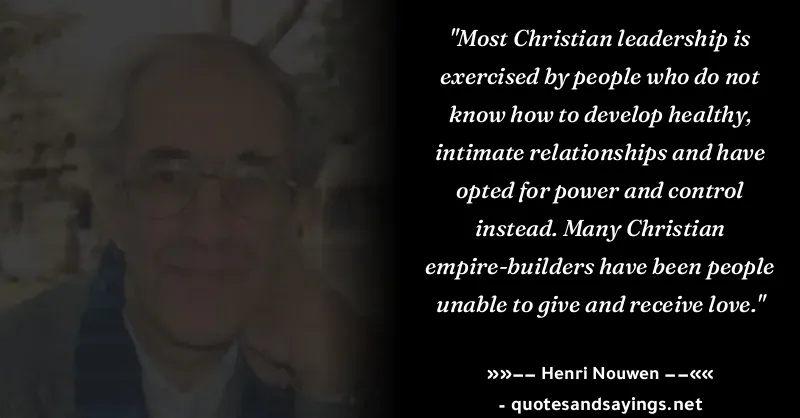 "Most Christian leadership is
exercised by people who do not
know how to develop healthy,
intimate relationships and have
opted for power and control
instead. Many Christian
empire-builders have been people
unable to give and receive love."
»»−− Henri Nouwen −−««
- quotesandsayings.net